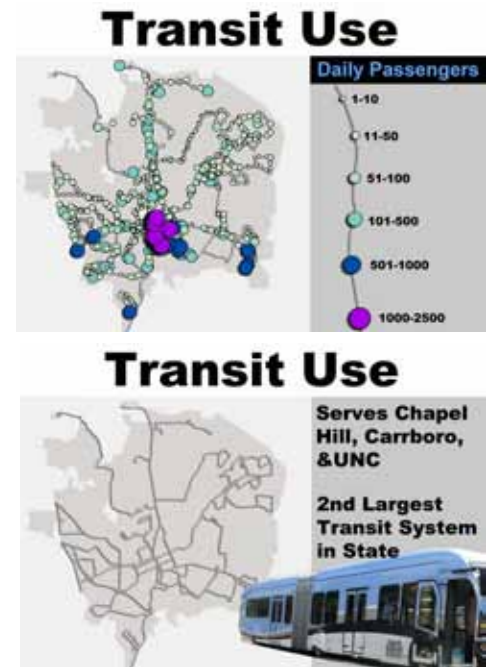 Transit Use
Daily Passengers
1-10
11-50
51-100
101-500
501-1000
1000-2500
Transit Use
Serves Chapel
Hill, Carrboro,
&UNC
2nd Largest
Transit System
in State